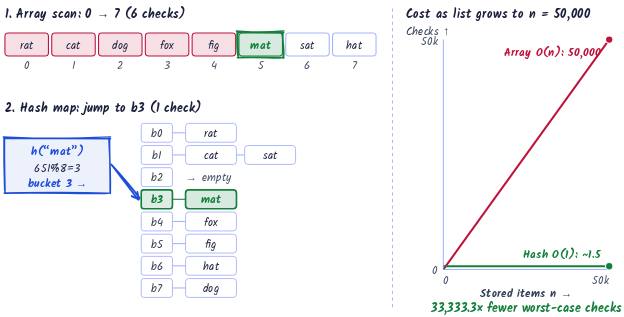 1. Array scan: 0 → 7 (6 checks)
rat cat dog fox fig mat sat hat
0 1 2 3 4 5 6 7
2. Hash map: jump to b3 (1 check)
h(“mat”)
651%8=3
bucket 3 →
b0 rat
b1 cat sat
b2 → empty
b3 mat
b4 fox
b5 fig
b6 hat
b7 dog
Cost as list grows to n = 50,000
Checks ↑
50k
Array O(n): 50,000
Hash O(1): ~1.5
0
0 50k
Stored items n →
33,333.3x fewer worst-case checks